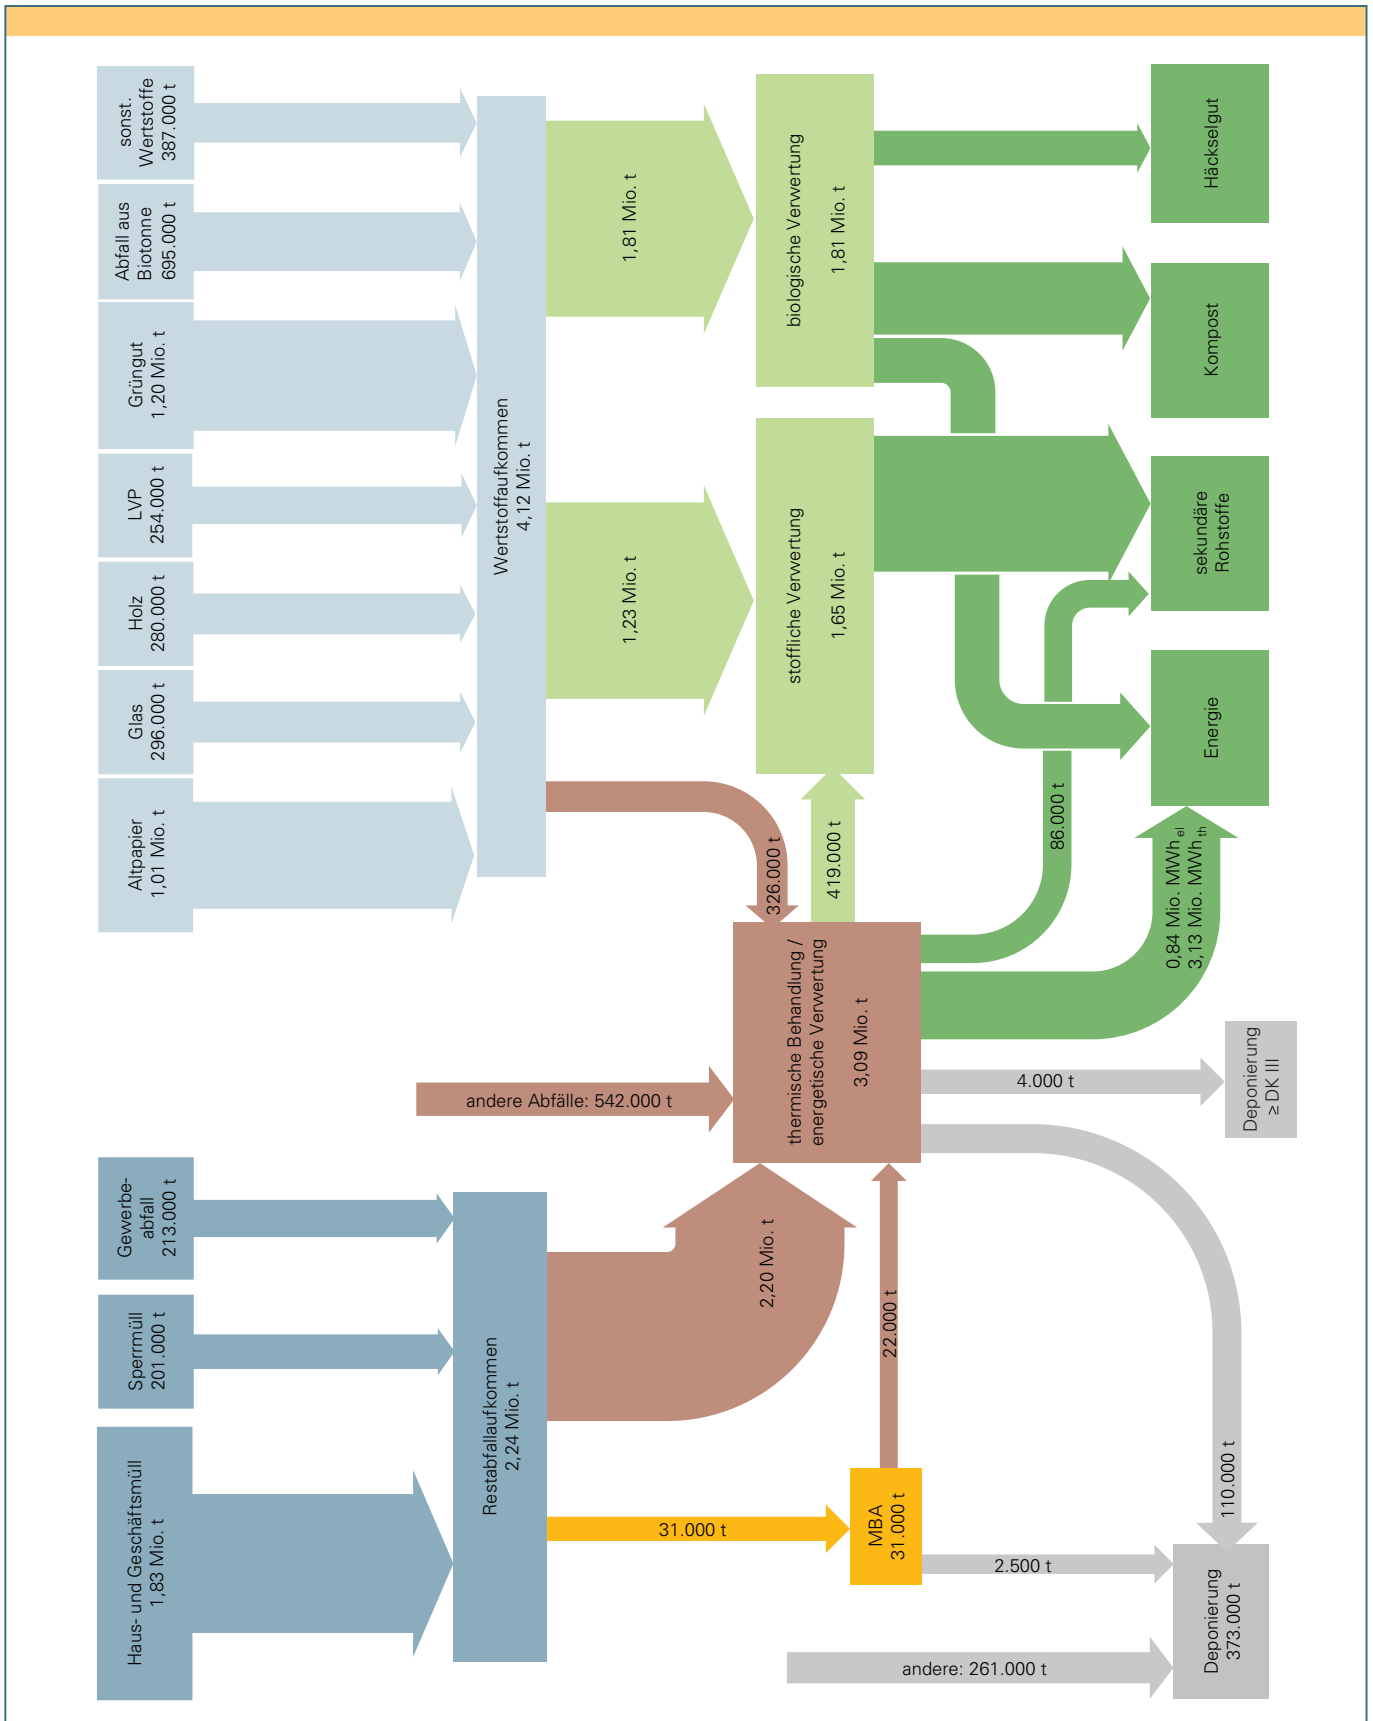 Haus- und Geschäftsmüll
1,83 Mio. t
Sperrmüll
201.000 t
Gewerbe-
abfall
213.000 t
Altpapier
1,01 Mio. t
Glas
296.000 t
Holz
280.000 t
LVP
254.000 t
Grüngut
1,20 Mio. t
Abfall aus
Biotonne
695.000 t
sonst.
Wertstoffe
387.000 t
Restabfallaufkommen
2,24 Mio. t
andere Abfälle: 542.000 t
Wertstoffaufkommen
4,12 Mio. t
31.000 t
2,20 Mio. t
326.000 t
1,23 Mio. t
1,81 Mio. t
MBA
31.000 t
22.000 t
thermische Behandlung /
energetische Verwertung
3,09 Mio. t
419.000 t
stoffliche Verwertung
1,65 Mio. t
biologische Verwertung
1,81 Mio. t
andere: 261.000 t
2.500 t
110.000 t
4.000 t
0,84 Mio. MWh el
3,13 Mio. MWh th
86.000 t
Deponierung
373.000 t
Deponierung
≥ DK III
Energie
sekundäre
Rohstoffe
Kompost
Häckselgut